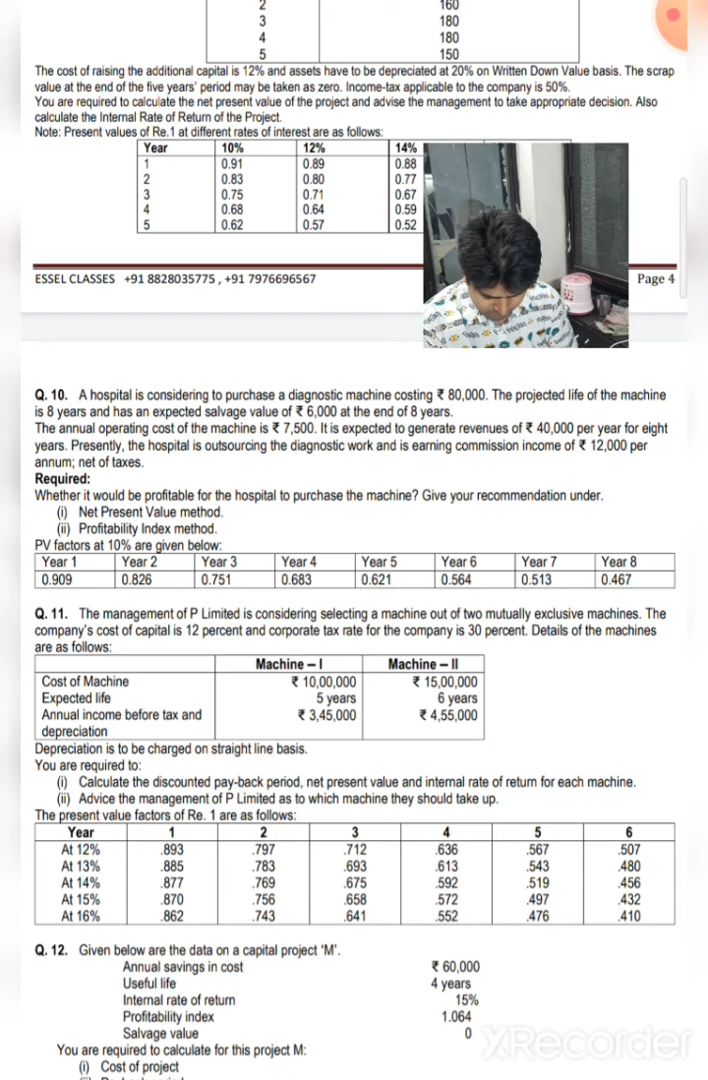 2 160
3 180
4 180
5 150
The cost of raising the additional capital is 12% and assets have to be depreciated at 20% on Written Down Value basis. The scrap
value at the end of the five years' period may be taken as zero. Income-tax applicable to the company is 50%.
You are required to calculate the net present value of the project and advise the management to take appropriate decision. Also
calculate the Internal Rate of Return of the Project.
Note: Present values of Re.1 at different rates of interest are as follows:
Year 10% 12% 14%
1 0.91 0.89 0.88
2 0.83 0.80 0.77
3 0.75 0.71 0.67
4 0.68 0.64 0.59
5 0.62 0.57 0.52
ESSEL CLASSES +91 8828035775 , +91 7976696567 Page 4
Q. 10. A hospital is considering to purchase a diagnostic machine costing ₹ 80,000. The projected life of the machine
is 8 years and has an expected salvage value of ₹ 6,000 at the end of 8 years.
The annual operating cost of the machine is ₹ 7,500. It is expected to generate revenues of ₹ 40,000 per year for eight
years. Presently, the hospital is outsourcing the diagnostic work and is earning commission income of ₹ 12,000 per
annum; net of taxes.
Required:
Whether it would be profitable for the hospital to purchase the machine? Give your recommendation under.
(i) Net Present Value method.
(ii) Profitability Index method.
PV factors at 10% are given below:
Year 1 Year 2 Year 3 Year 4 Year 5 Year 6 Year 7 Year 8
0.909 0.826 0.751 0.683 0.621 0.564 0.513 0.467
Q. 11. The management of P Limited is considering selecting a machine out of two mutually exclusive machines. The
company's cost of capital is 12 percent and corporate tax rate for the company is 30 percent. Details of the machines
are as follows:
Machine – I Machine – II
Cost of Machine ₹ 10,00,000 ₹ 15,00,000
Expected life 5 years 6 years
Annual income before tax and ₹ 3,45,000 ₹ 4,55,000
depreciation
Depreciation is to be charged on straight line basis.
You are required to:
(i) Calculate the discounted pay-back period, net present value and internal rate of return for each machine.
(ii) Advice the management of P Limited as to which machine they should take up.
The present value factors of Re. 1 are as follows:
Year 1 2 3 4 5 6
At 12% .893 .797 .712 .636 .567 .507
At 13% .885 .783 .693 .613 .543 .480
At 14% .877 .769 .675 .592 .519 .456
At 15% .870 .756 .658 .572 .497 .432
At 16% .862 .743 .641 .552 .476 .410
Q. 12. Given below are the data on a capital project 'M'.
Annual savings in cost ₹ 60,000
Useful life 4 years
Internal rate of return 15%
Profitability index 1.064
Salvage value 0
You are required to calculate for this project M:
(i) Cost of project
XRecorder